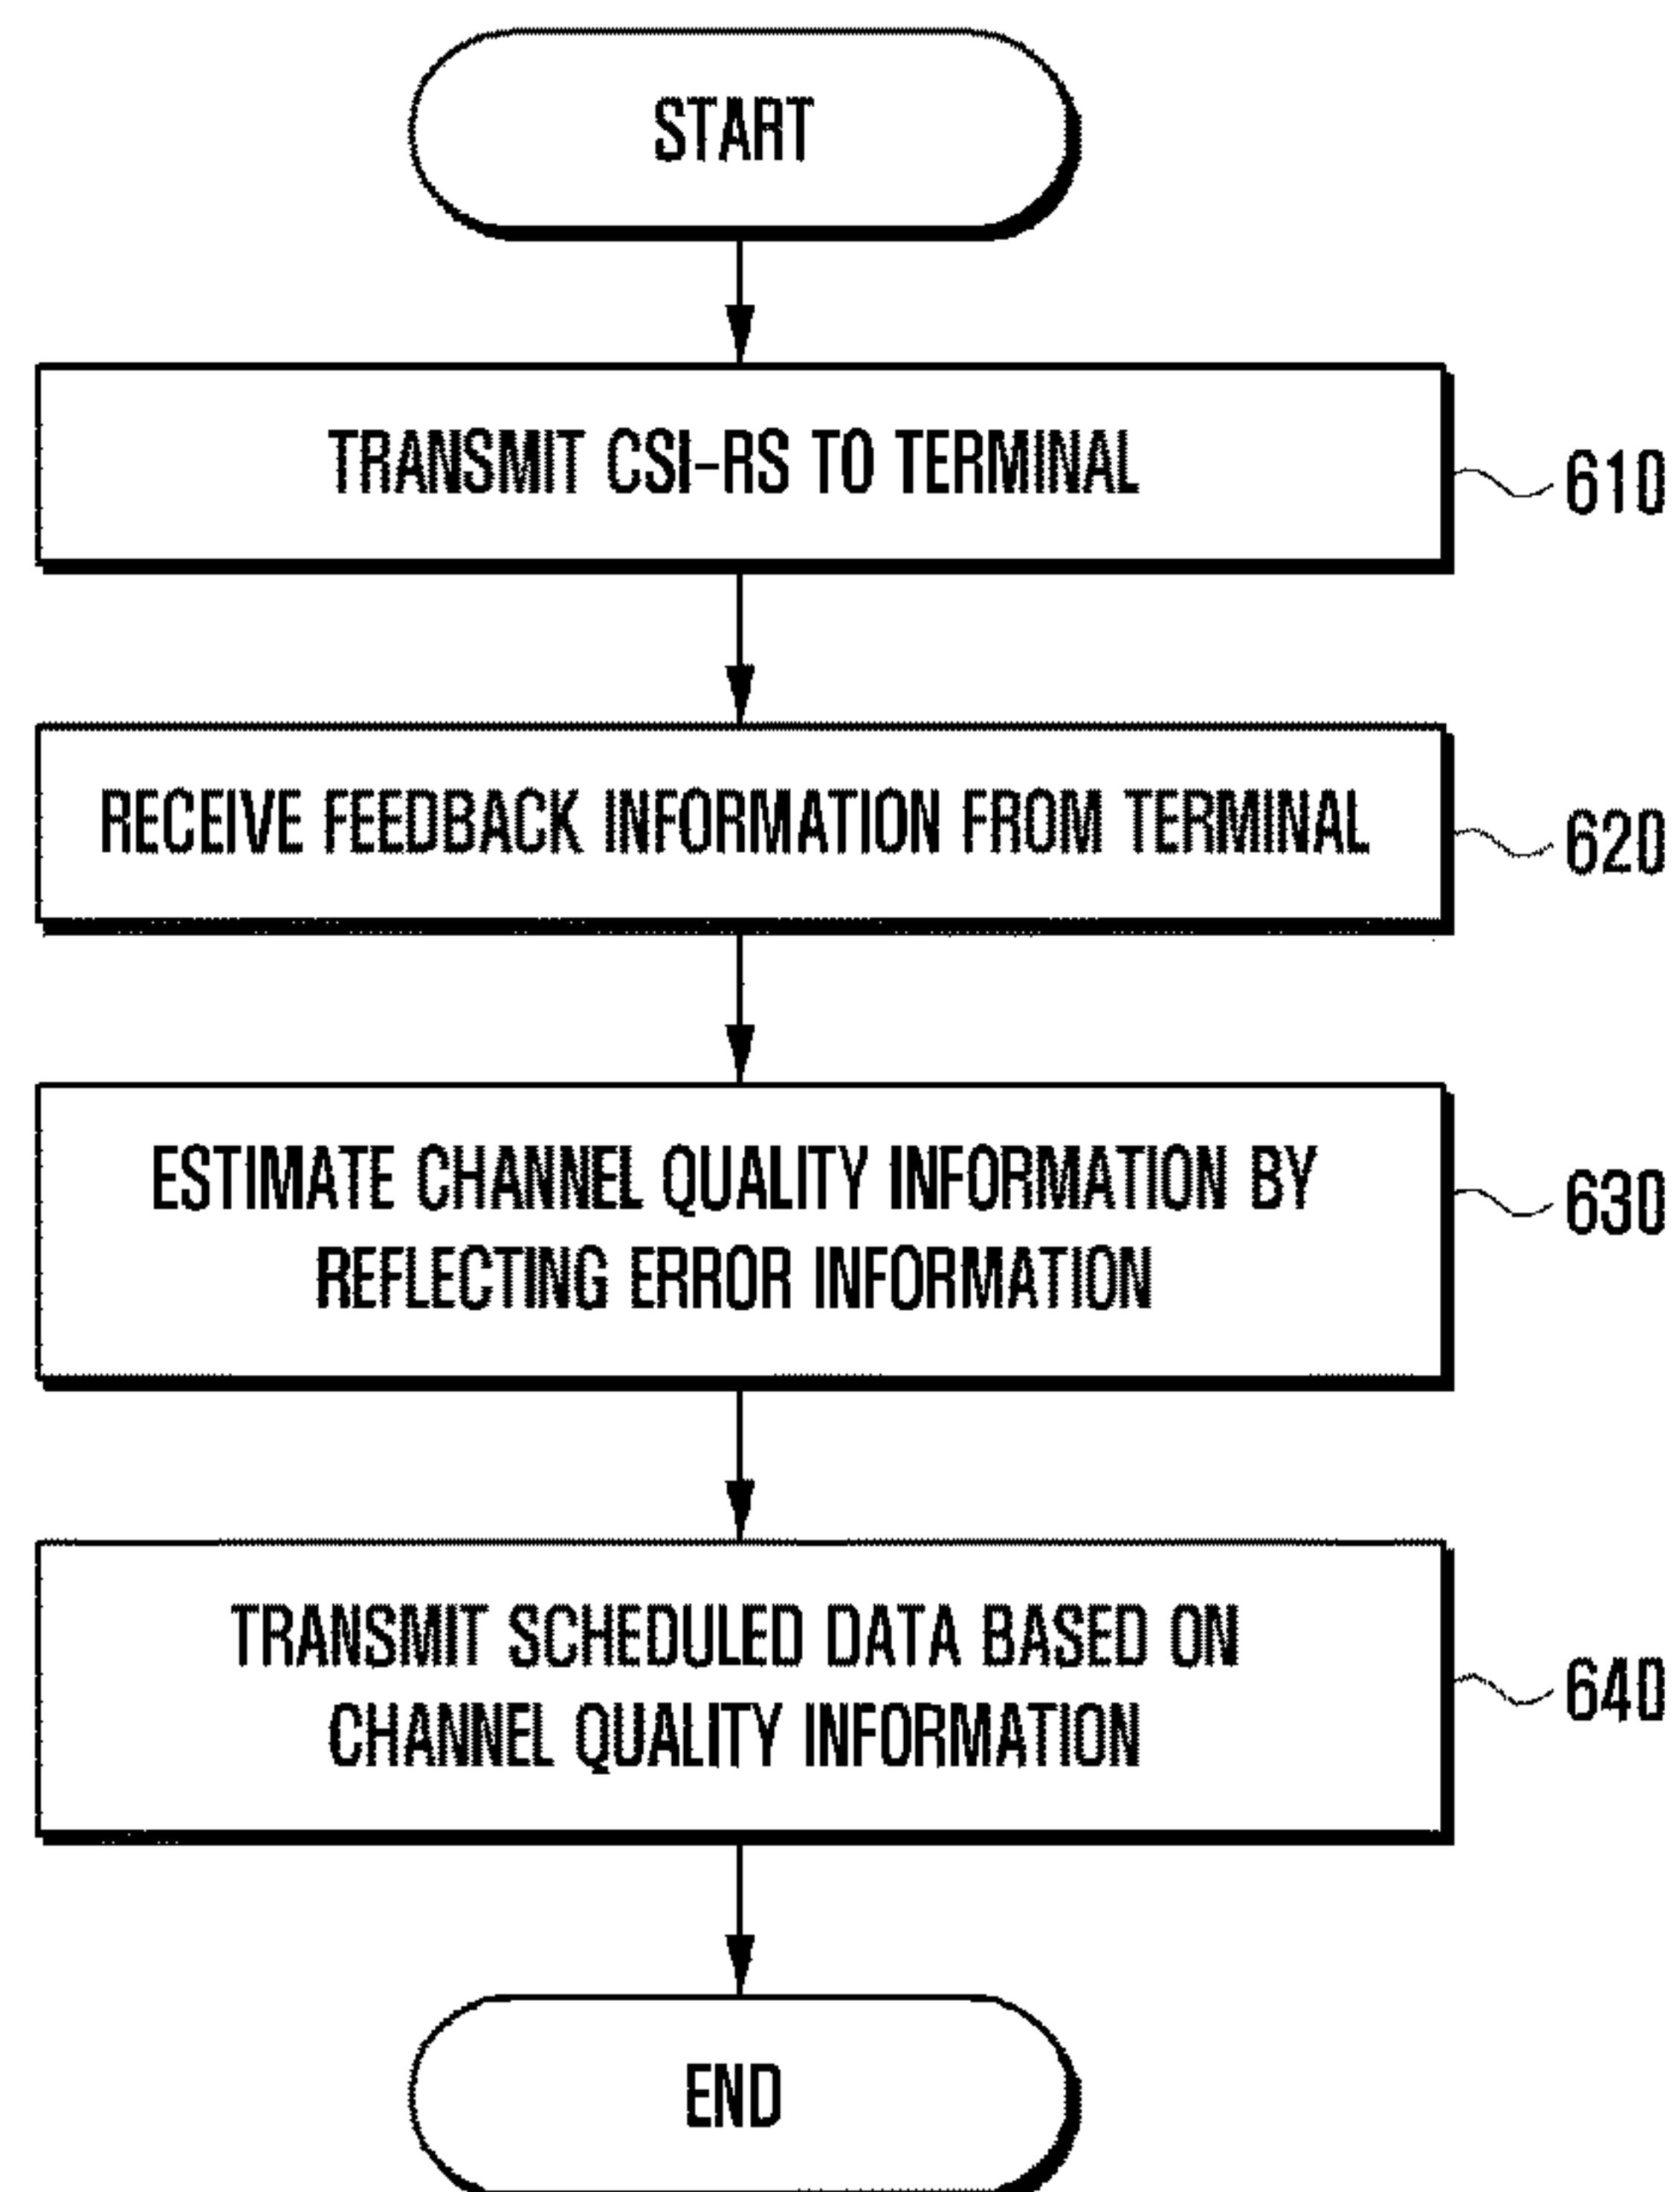 START
TRANSMIT CSI-RS TO TERMINAL
610
RECEIVE FEEDBACK INFORMATION FROM TERMINAL
620
ESTIMATE CHANNEL QUALITY INFORMATION BY
REFLECTING ERROR INFORMATION
630
TRANSMIT SCHEDULED DATA BASED ON
CHANNEL QUALITY INFORMATION
640
END